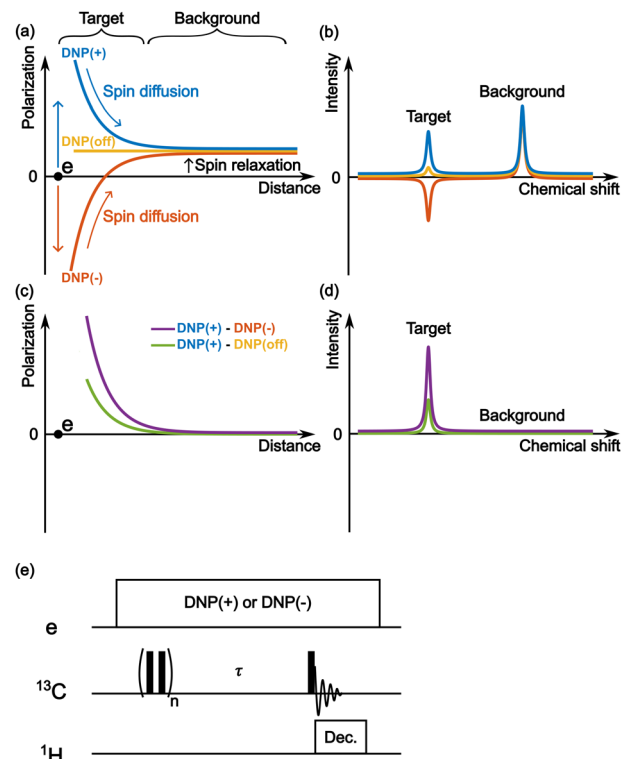 Target Background
(a)
Polarization
DNP(+)
Spin diffusion
DNP(off)
e
↑Spin relaxation
0
Distance
Spin diffusion
DNP(-)
(b)
Intensity
Target
Background
0
Chemical shift
(c)
Polarization
DNP(+) - DNP(-)
DNP(+) - DNP(off)
e
0
Distance
(d)
Intensity
Target
Background
0
Chemical shift
(e)
DNP(+) or DNP(-)
e
τ
¹³C
n
Dec.
¹H